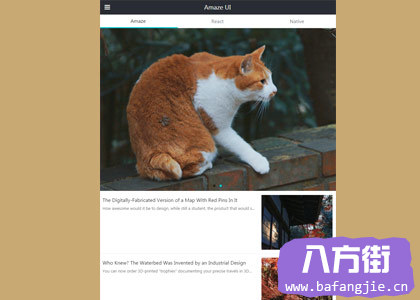 Amaze UI
Amaze
React
Native
The Digitally-Fabricated Version of a Map With Red Pins In It
How awesome would it be to design, while still a student, the product that would s...
Who Knew? The Waterbed Was Invented by an Industrial Design
You can now order 3D-printed "trophies" documenting your precise travels in 3D...
八方街
www.bafangjie.cn